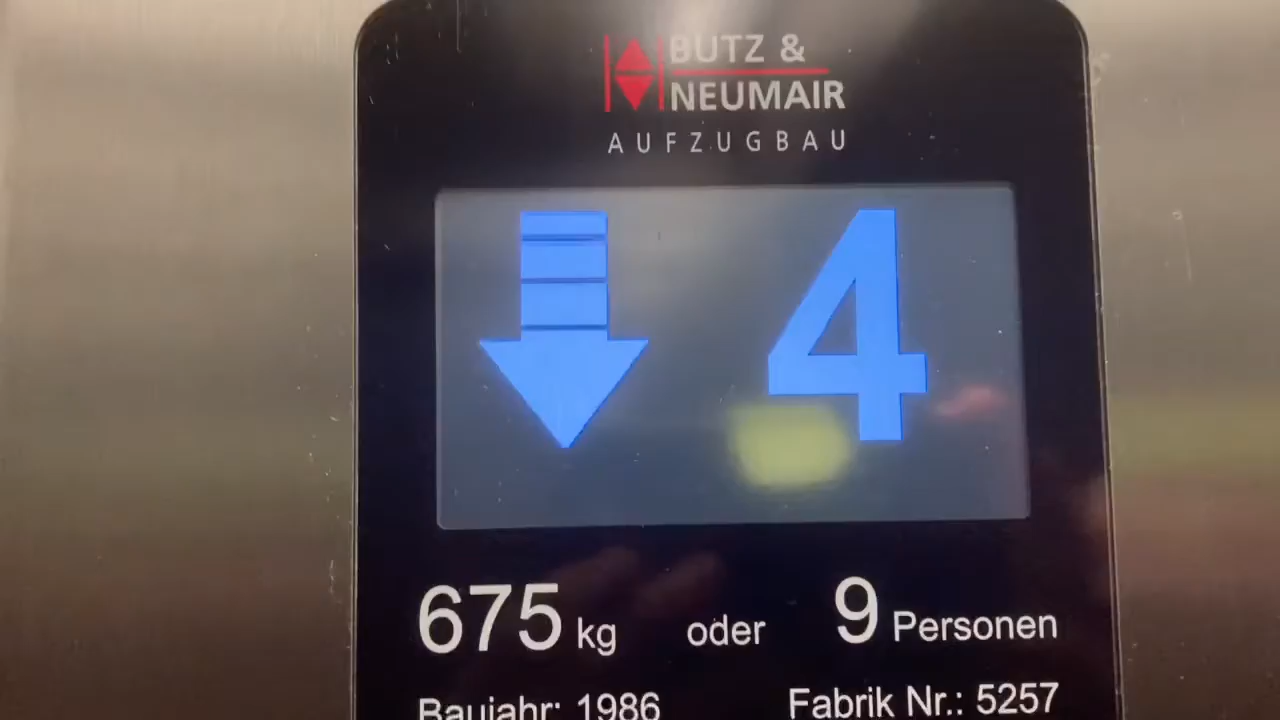 BUTZ &
NEUMAIR
AUFZUGBAU
4
675 kg oder 9 Personen
Baujahr: 1986 Fabrik Nr.: 5257